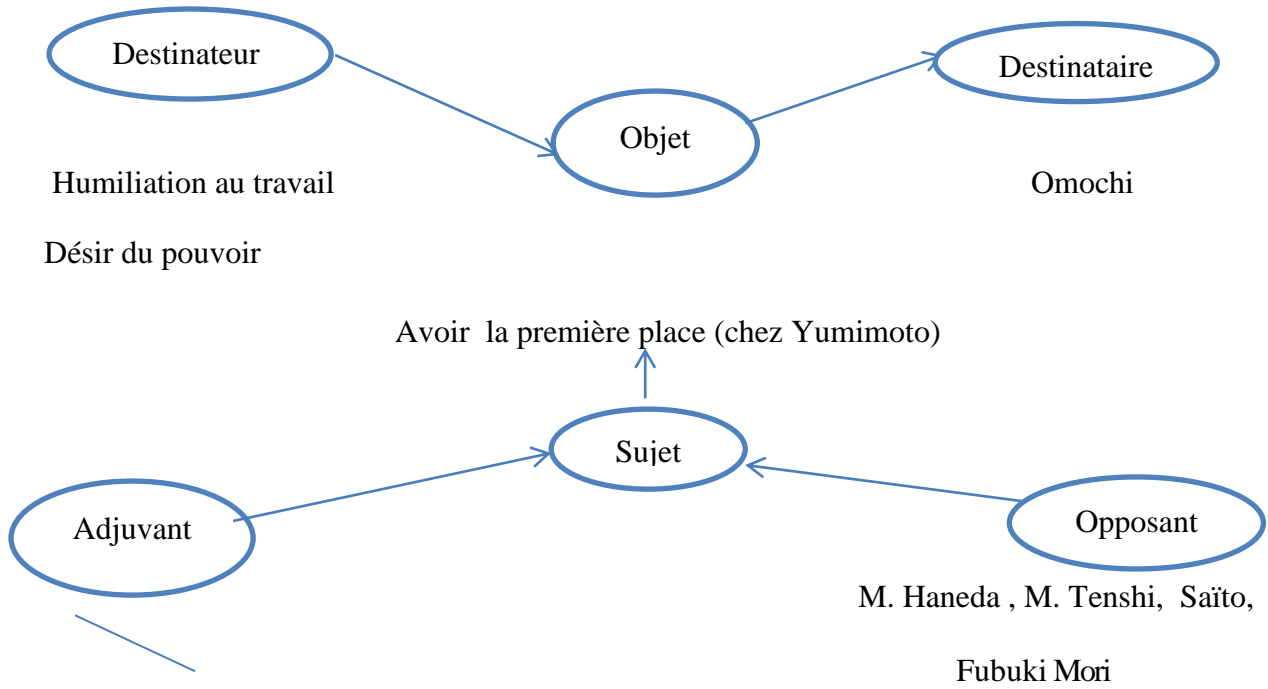 Destinateur
Destinataire
Objet
Humiliation au travail
Omochi
Désir du pouvoir
Avoir la première place (chez Yumimoto)
Sujet
Adjuvant
Opposant
M. Haneda , M. Tenshi, Saïto,
Fubuki Mori